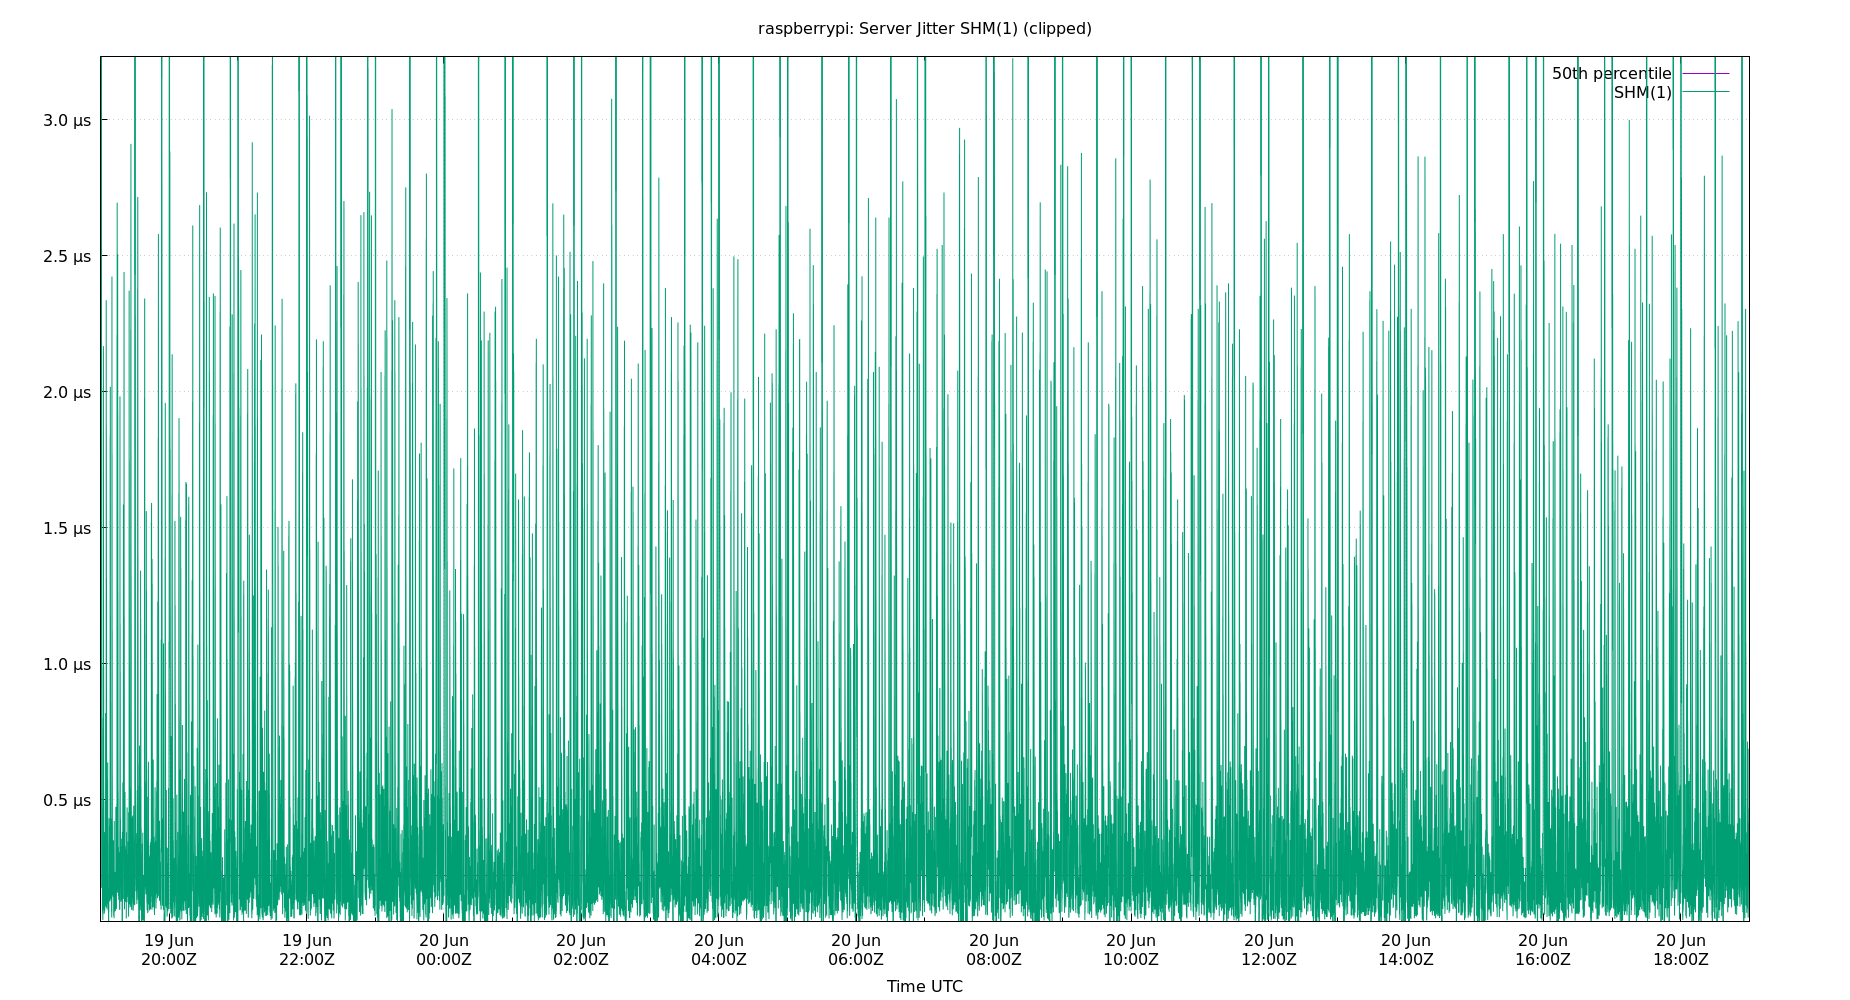 raspberrypi: Server Jitter SHM(1) (clipped)
50th percentile
SHM(1)
3.0 µs
2.5 µs
2.0 µs
1.5 µs
1.0 µs
0.5 µs
19 Jun 19 Jun 20 Jun 20 Jun 20 Jun 20 Jun 20 Jun 20 Jun 20 Jun 20 Jun 20 Jun 20 Jun
20:00Z 22:00Z 00:00Z 02:00Z 04:00Z 06:00Z 08:00Z 10:00Z 12:00Z 14:00Z 16:00Z 18:00Z
Time UTC